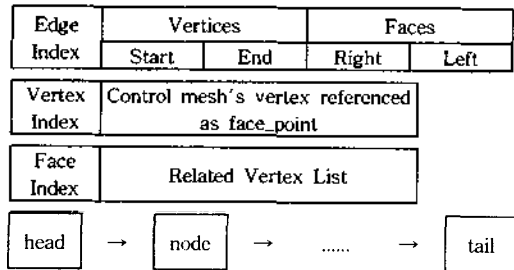 Edge Index Vertices Faces
Start End Right Left
Vertex Index Control mesh's vertex referenced as face_point
Face Index Related Vertex List
head → node → ...... → tail